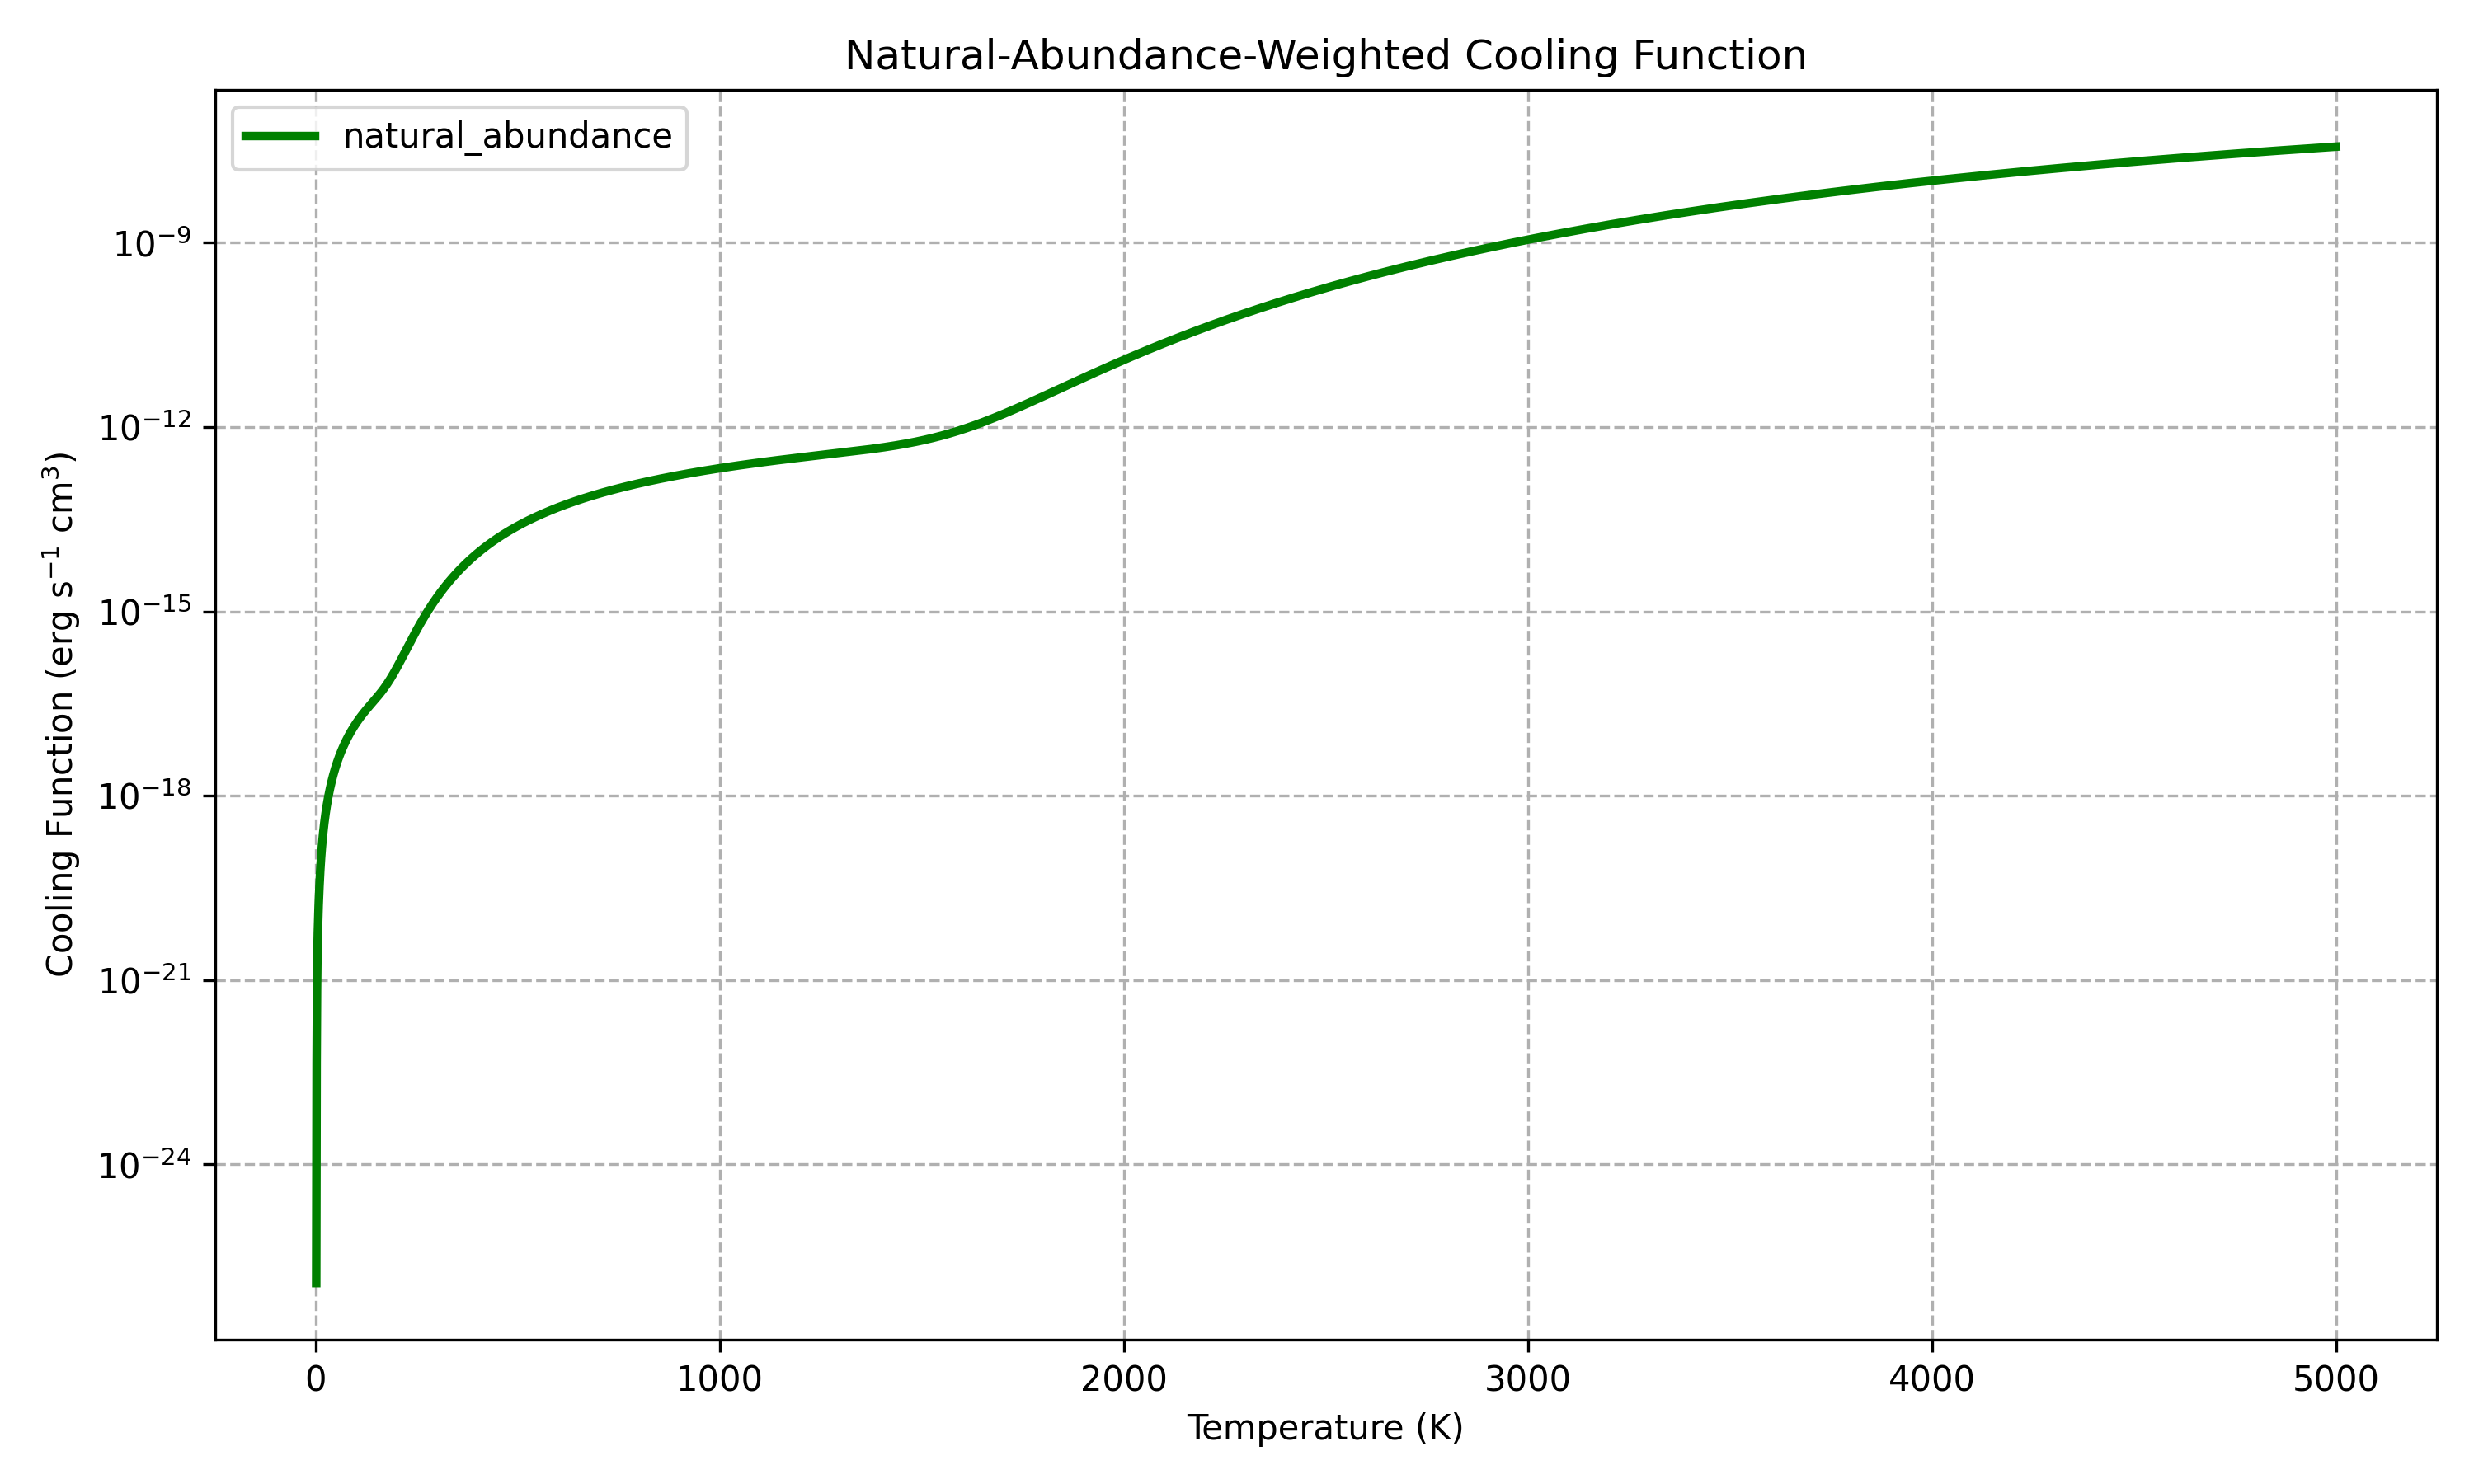 Natural-Abundance-Weighted Cooling Function
natural_abundance
Cooling Function (erg s⁻¹ cm³)
10⁻⁹
10⁻¹²
10⁻¹⁵
10⁻¹⁸
10⁻²¹
10⁻²⁴
0 1000 2000 3000 4000 5000
Temperature (K)